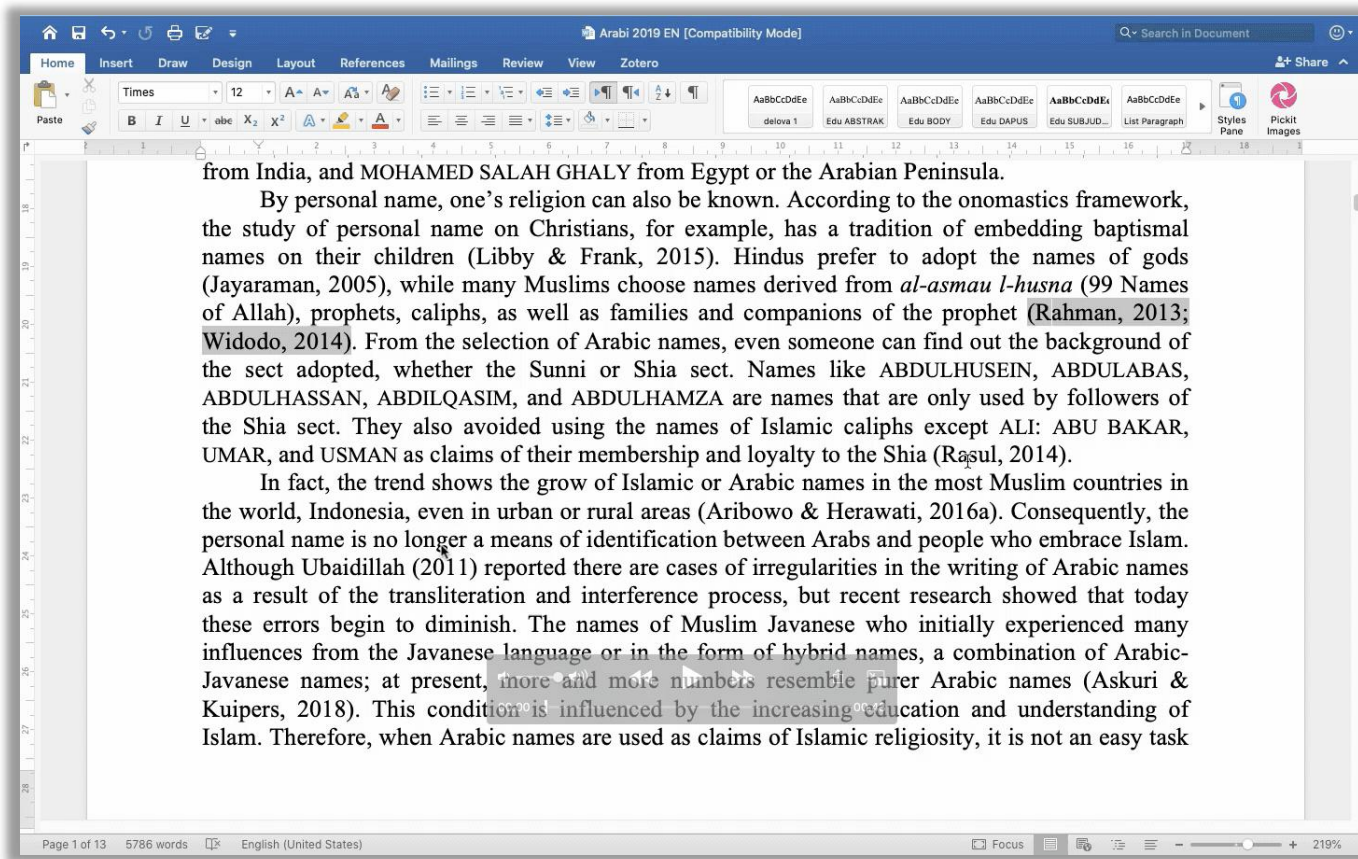 Arabi 2019 EN [Compatibility Mode]
Search in Document
Home Insert Draw Design Layout References Mailings Review View Zotero
Share
Paste
Times 12
B I U abc X₂ X² A A
AaBbCcDdEe AaBbCcDdEe AaBbCcDdEe AaBbCcDdEe AaBbCcDdEe AaBbCcDdEe
delova 1 Edu ABSTRAK Edu BODY Edu DAPUS Edu SUBJUD... List Paragraph
Styles Pane
Pickit Images
from India, and MOHAMED SALAH GHALY from Egypt or the Arabian Peninsula.
By personal name, one’s religion can also be known. According to the onomastics framework,
the study of personal name on Christians, for example, has a tradition of embedding baptismal
names on their children (Libby & Frank, 2015). Hindus prefer to adopt the names of gods
(Jayaraman, 2005), while many Muslims choose names derived from al-asmau l-husna (99 Names
of Allah), prophets, caliphs, as well as families and companions of the prophet (Rahman, 2013;
Widodo, 2014). From the selection of Arabic names, even someone can find out the background of
the sect adopted, whether the Sunni or Shia sect. Names like ABDULHUSEIN, ABDULABAS,
ABDULHASSAN, ABDILQASIM, and ABDULHAMZA are names that are only used by followers of
the Shia sect. They also avoided using the names of Islamic caliphs except ALI: ABU BAKAR,
UMAR, and USMAN as claims of their membership and loyalty to the Shia (Rasul, 2014).
In fact, the trend shows the grow of Islamic or Arabic names in the most Muslim countries in
the world, Indonesia, even in urban or rural areas (Aribowo & Herawati, 2016a). Consequently, the
personal name is no longer a means of identification between Arabs and people who embrace Islam.
Although Ubaidillah (2011) reported there are cases of irregularities in the writing of Arabic names
as a result of the transliteration and interference process, but recent research showed that today
these errors begin to diminish. The names of Muslim Javanese who initially experienced many
influences from the Javanese language or in the form of hybrid names, a combination of Arabic-
Javanese names; at present, more and more numbers resemble purer Arabic names (Askuri &
Kuipers, 2018). This condition is influenced by the increasing education and understanding of
Islam. Therefore, when Arabic names are used as claims of Islamic religiosity, it is not an easy task
Page 1 of 13 5786 words English (United States) Focus 219%